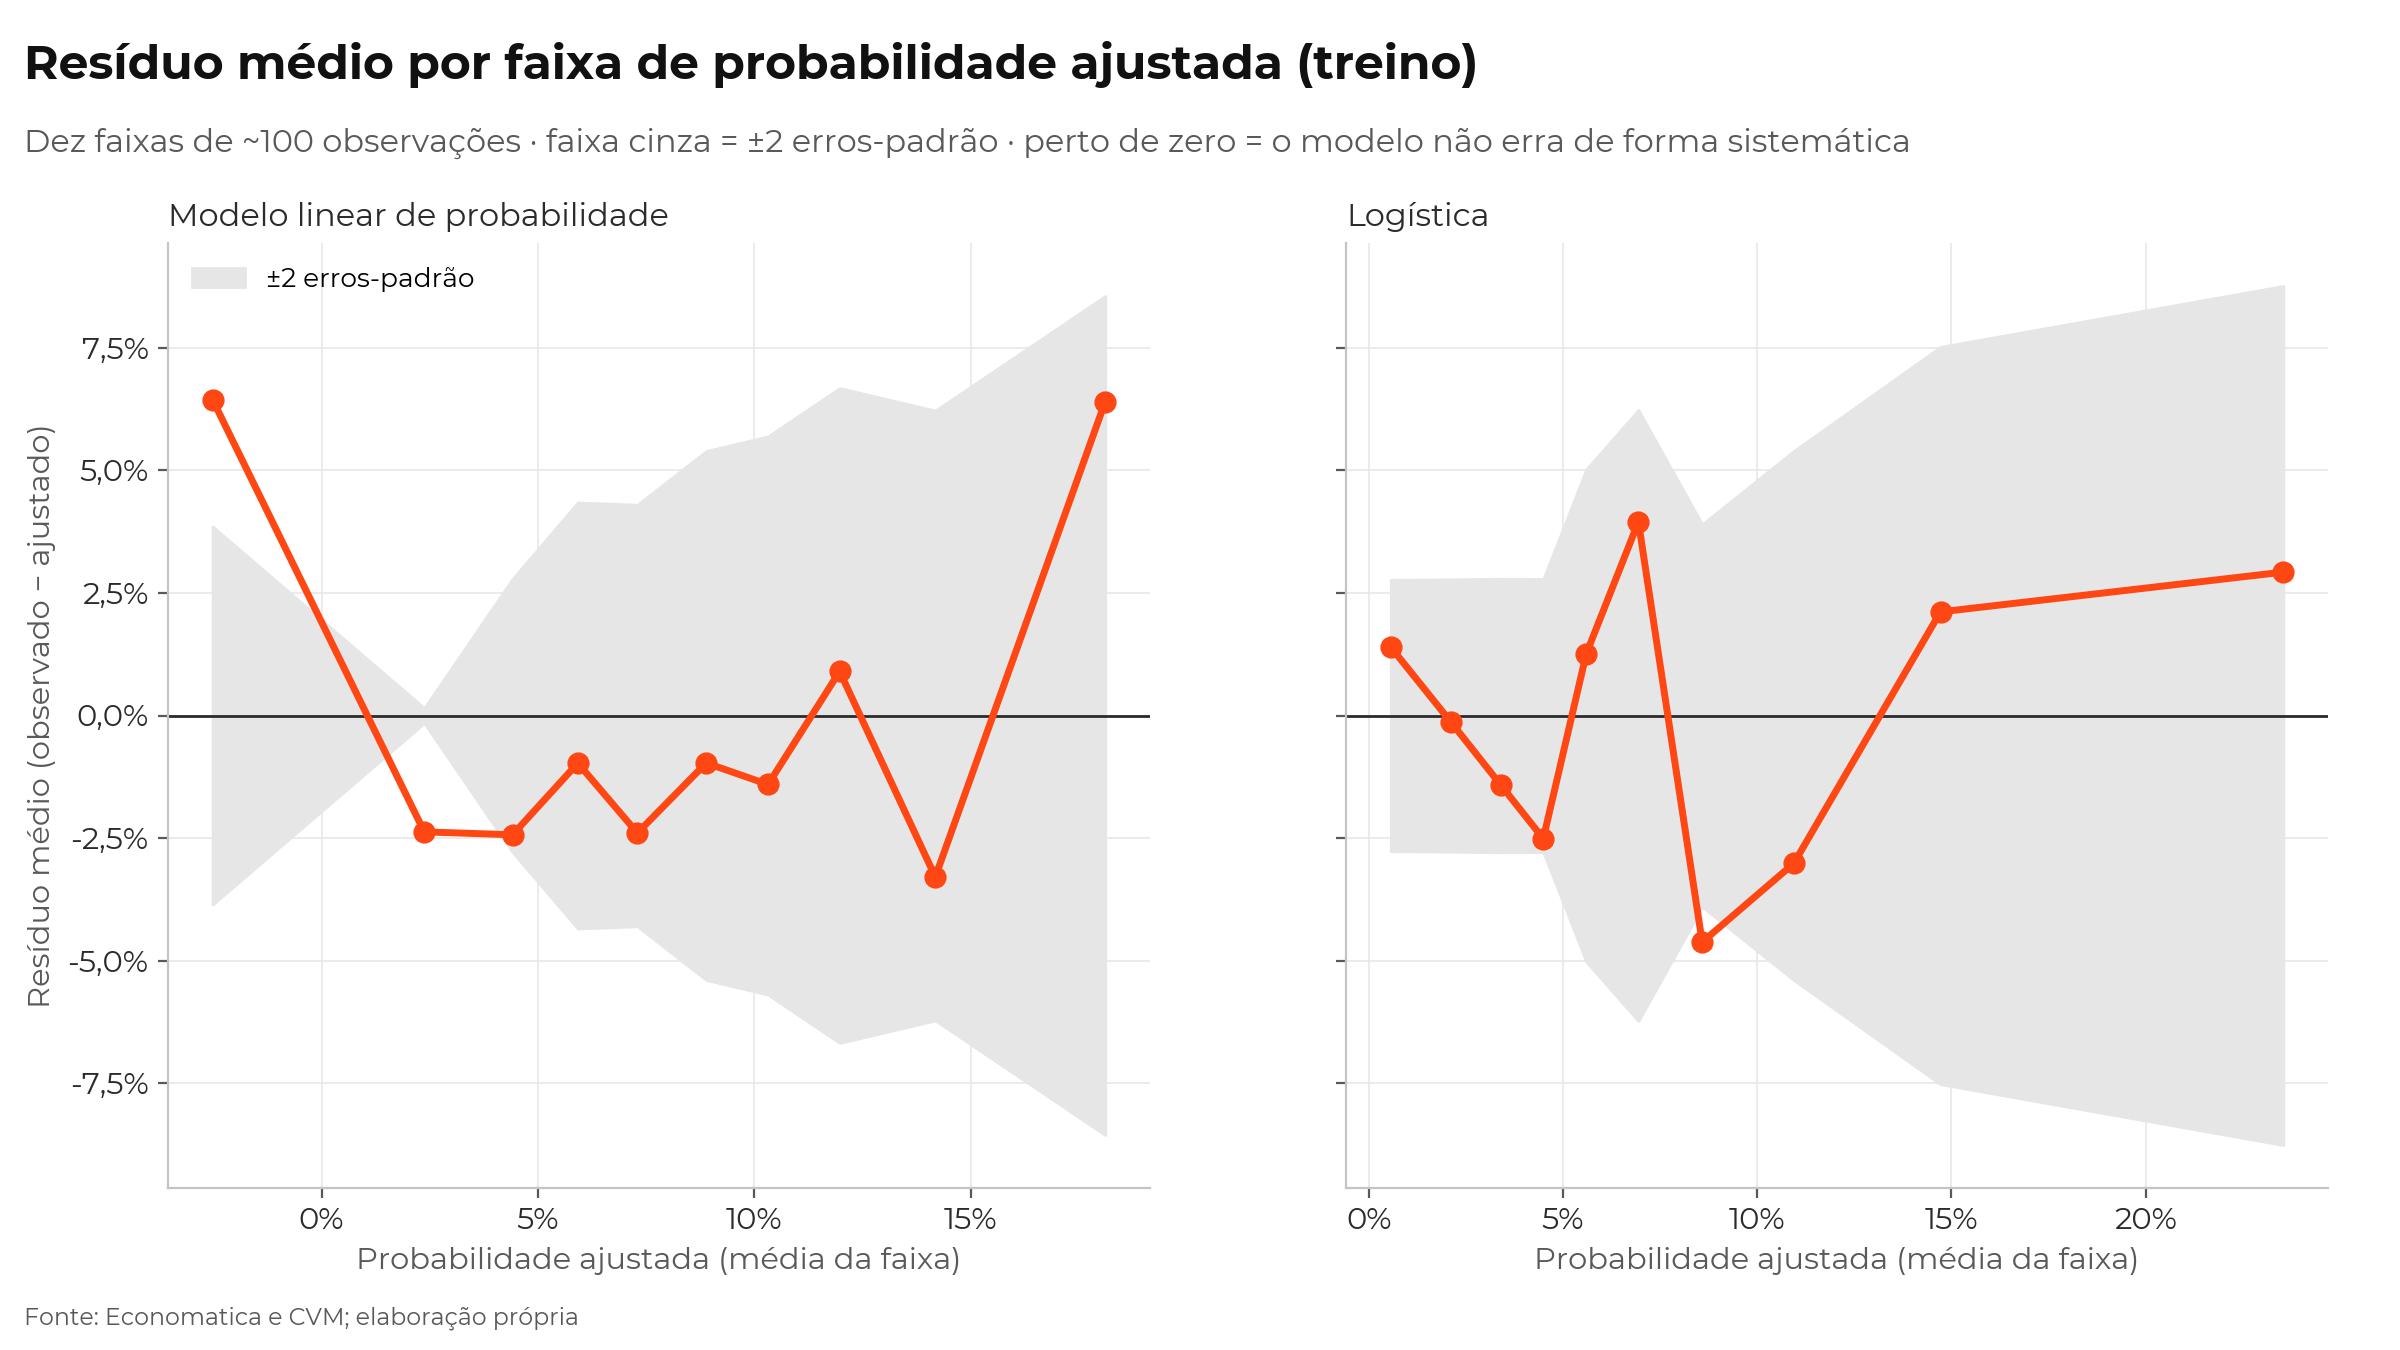 Resíduo médio por faixa de probabilidade ajustada (treino)
Dez faixas de ~100 observações · faixa cinza = ±2 erros-padrão · perto de zero = o modelo não erra de forma sistemática
Modelo linear de probabilidade
±2 erros-padrão
Resíduo médio (observado − ajustado)
7,5%
5,0%
2,5%
0,0%
-2,5%
-5,0%
-7,5%
0% 5% 10% 15%
Probabilidade ajustada (média da faixa)
Logística
0% 5% 10% 15% 20%
Probabilidade ajustada (média da faixa)
Fonte: Economatica e CVM; elaboração própria